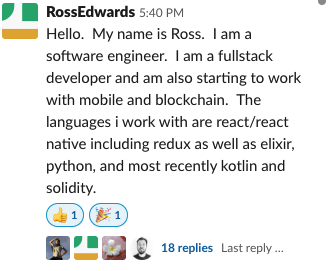 RossEdwards 5:40 PM
Hello.  My name is Ross.  I am a
software engineer.  I am a fullstack
developer and am also starting to work
with mobile and blockchain.  The
languages i work with are react/react
native including redux as well as elixir,
python, and most recently kotlin and
solidity.
1 1
18 replies Last reply ...